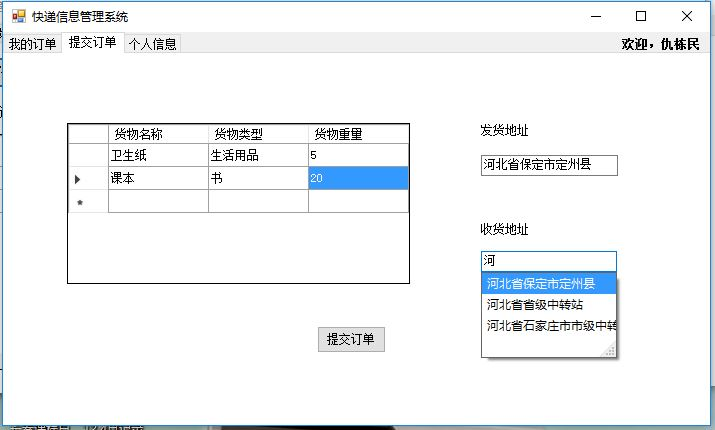 快递信息管理系统
我的订单 提交订单 个人信息 欢迎，仇栋民
货物名称 货物类型 货物重量
卫生纸 生活用品 5
课本 书 20
发货地址
河北省保定市定州县
收货地址
河
河北省保定市定州县
河北省省级中转站
河北省石家庄市市级中转
提交订单